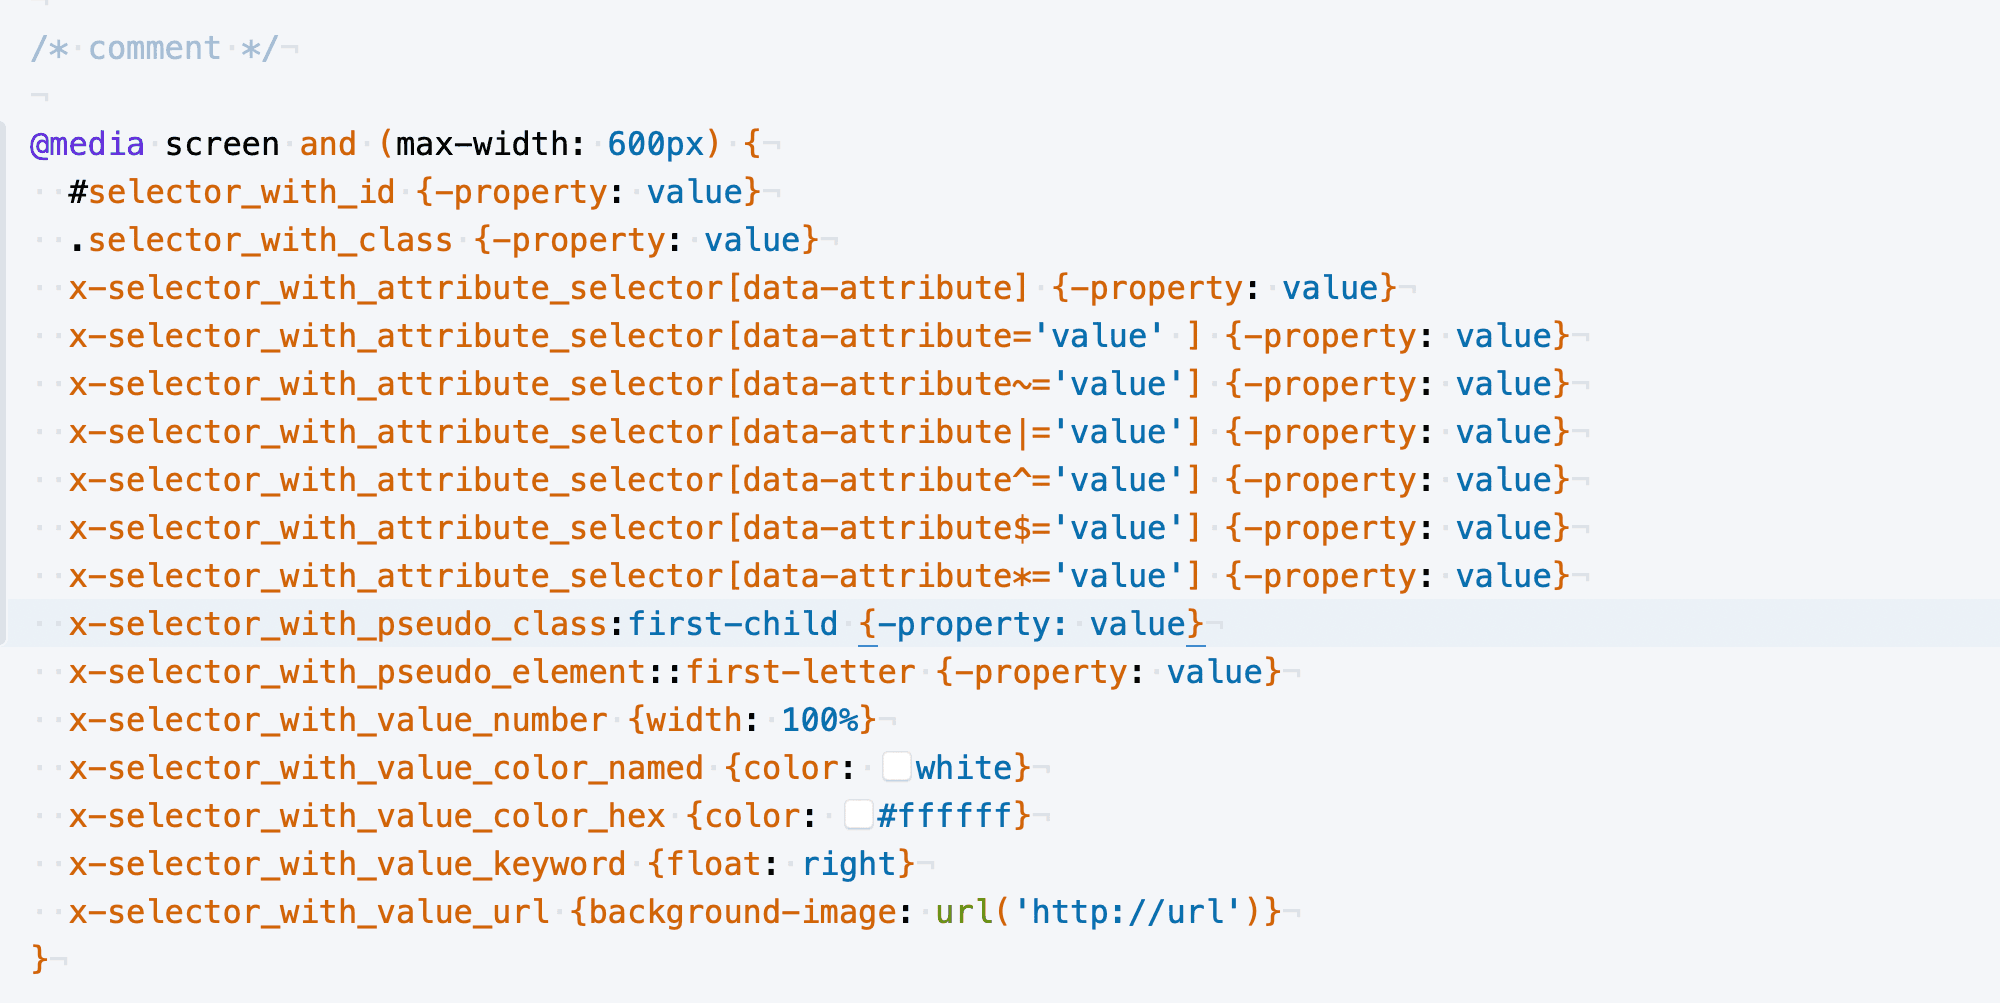 /* comment */
@media screen and (max-width: 600px) {
  #selector_with_id {-property: value}
  .selector_with_class {-property: value}
  x-selector_with_attribute_selector[data-attribute] {-property: value}
  x-selector_with_attribute_selector[data-attribute='value' ] {-property: value}
  x-selector_with_attribute_selector[data-attribute~='value'] {-property: value}
  x-selector_with_attribute_selector[data-attribute|='value'] {-property: value}
  x-selector_with_attribute_selector[data-attribute^='value'] {-property: value}
  x-selector_with_attribute_selector[data-attribute$='value'] {-property: value}
  x-selector_with_attribute_selector[data-attribute*='value'] {-property: value}
  x-selector_with_pseudo_class:first-child {-property: value}
  x-selector_with_pseudo_element::first-letter {-property: value}
  x-selector_with_value_number {width: 100%}
  x-selector_with_value_color_named {color: white}
  x-selector_with_value_color_hex {color: #ffffff}
  x-selector_with_value_keyword {float: right}
  x-selector_with_value_url {background-image: url('http://url')}
}